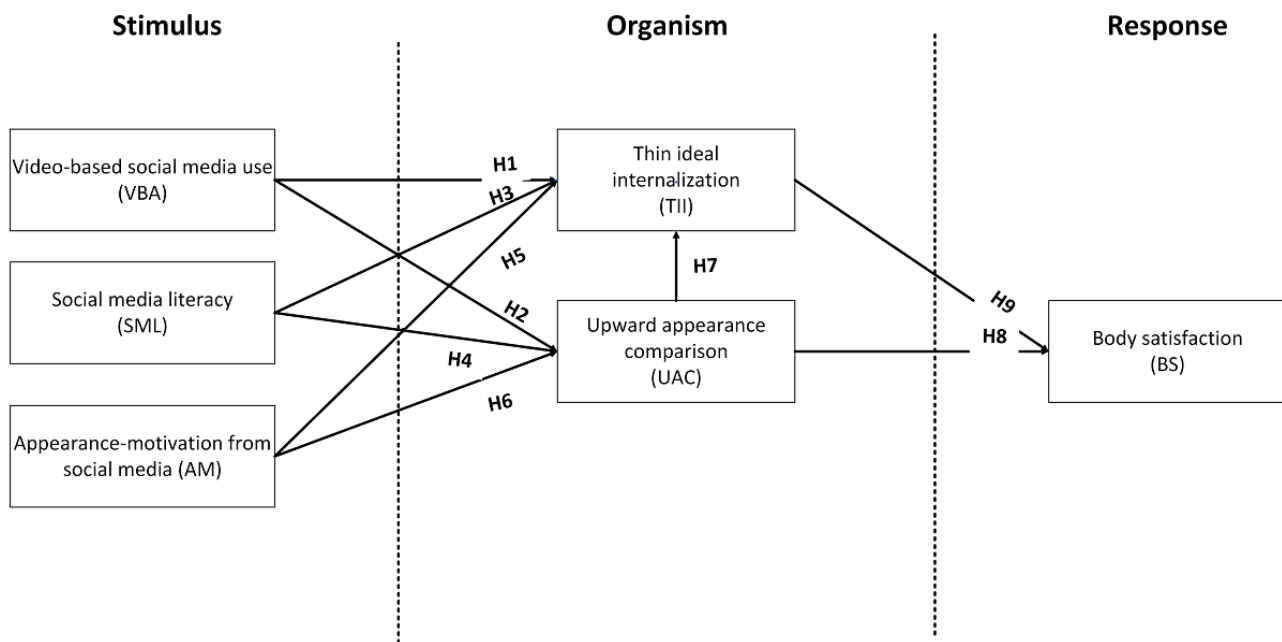 Stimulus
Organism
Response
Video-based social media use
(VBA)
Social media literacy
(SML)
Appearance-motivation from
social media (AM)
H1
H3
H5
H2
H4
H6
Thin ideal
internalization
(TII)
H7
Upward appearance
comparison
(UAC)
H9
H8
Body satisfaction
(BS)